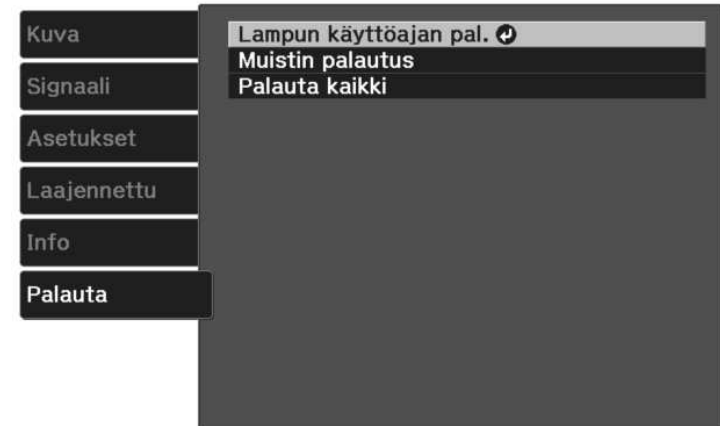 Kuva
Signaali
Asetukset
Laajennettu
Info
Palauta
Lampun käyttöajan pal.
Muistin palautus
Palauta kaikki